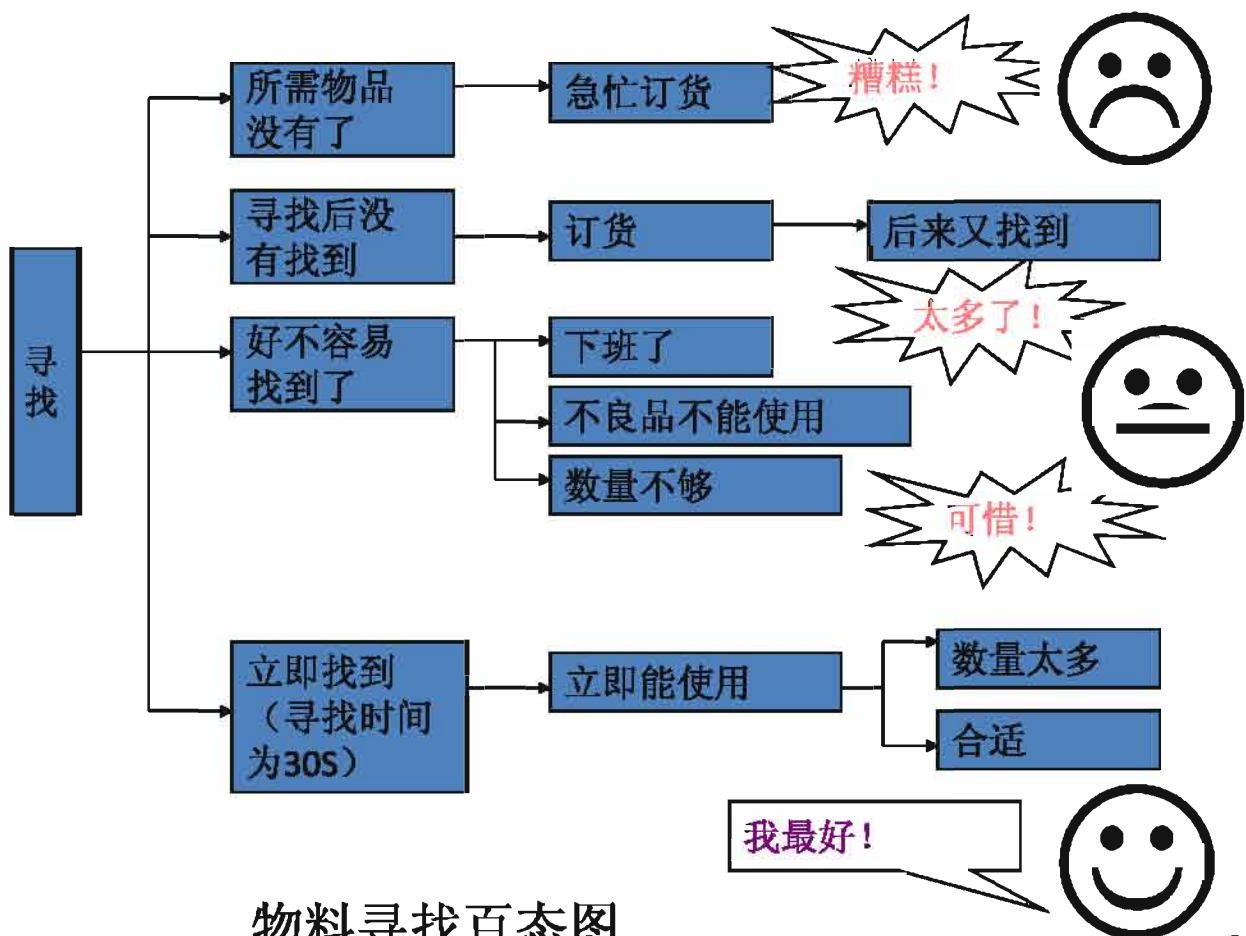 所需物品
没有了
急忙订货
糟糕！
寻找后没
有找到
订货
后来又找到
太多了！
寻
找
好不容易
找到了
下班了
不良品不能使用
数量不够
可惜！
立即找到
（寻找时间
为30S）
立即能使用
数量太多
合适
我最好！
物料寻找百态图